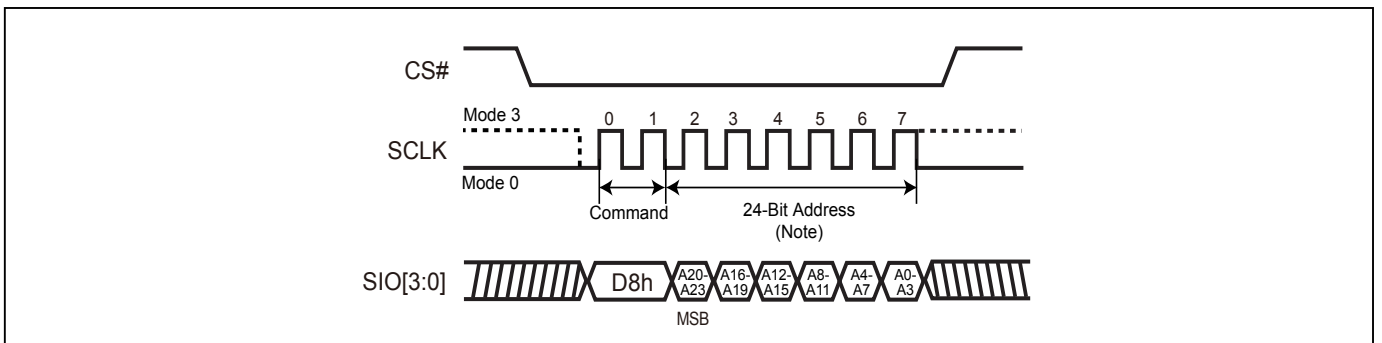 CS#
Mode 3
0 1 2 3 4 5 6 7
SCLK
Mode 0
Command
24-Bit Address
(Note)
SIO[3:0]
D8h
A20-
A23
A16-
A19
A12-
A15
A8-
A11
A4-
A7
A0-
A3
MSB